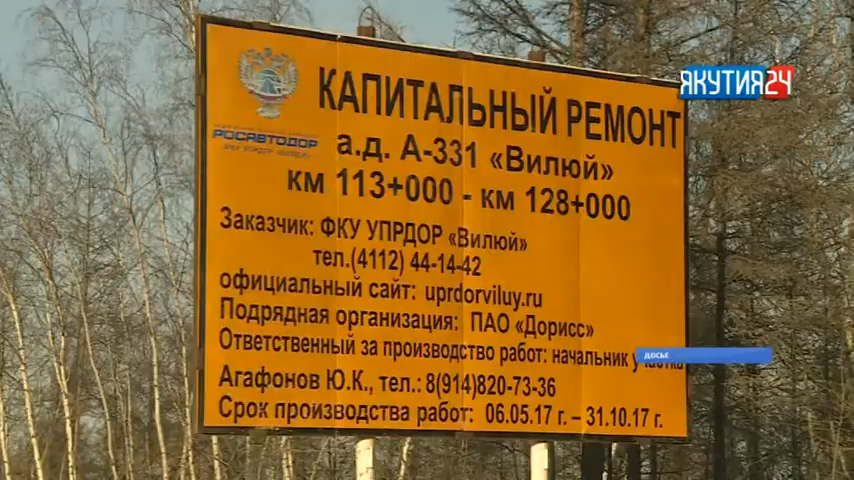 ЯКУТИЯ24
КАПИТАЛЬНЫЙ РЕМОНТ
РОСАВТОДОР
а.д. А-331 «Вилюй»
км 113+000 - км 128+000
Заказчик: ФКУ УПРДОР «Вилюй»
тел.(4112) 44-14-42
официальный сайт: uprdorviluy.ru
Подрядная организация: ПАО «Дорисс»
Ответственный за производство работ: начальник участка
ДОСЬЕ
Агафонов Ю.К., тел.: 8(914)820-73-36
Срок производства работ: 06.05.17 г. – 31.10.17 г.